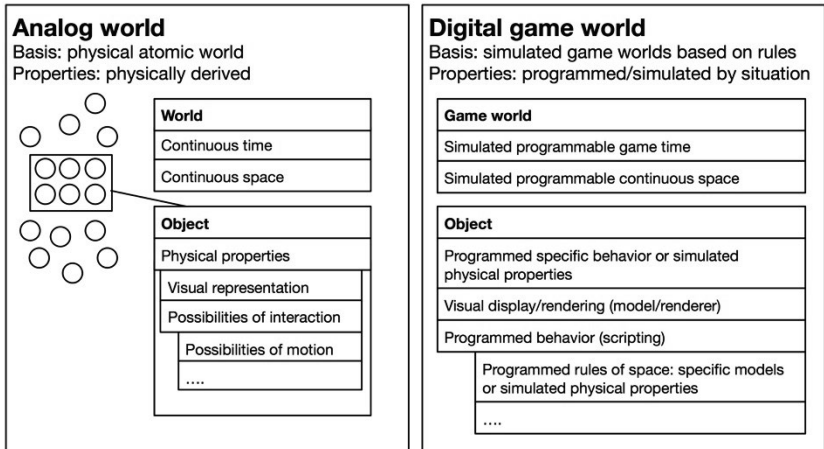 Analog world
Basis: physical atomic world
Properties: physically derived
World
Continuous time
Continuous space
Object
Physical properties
Visual representation
Possibilities of interaction
Possibilities of motion
....
Digital game world
Basis: simulated game worlds based on rules
Properties: programmed/simulated by situation
Game world
Simulated programmable game time
Simulated programmable continuous space
Object
Programmed specific behavior or simulated
physical properties
Visual display/rendering (model/renderer)
Programmed behavior (scripting)
Programmed rules of space: specific models
or simulated physical properties
....